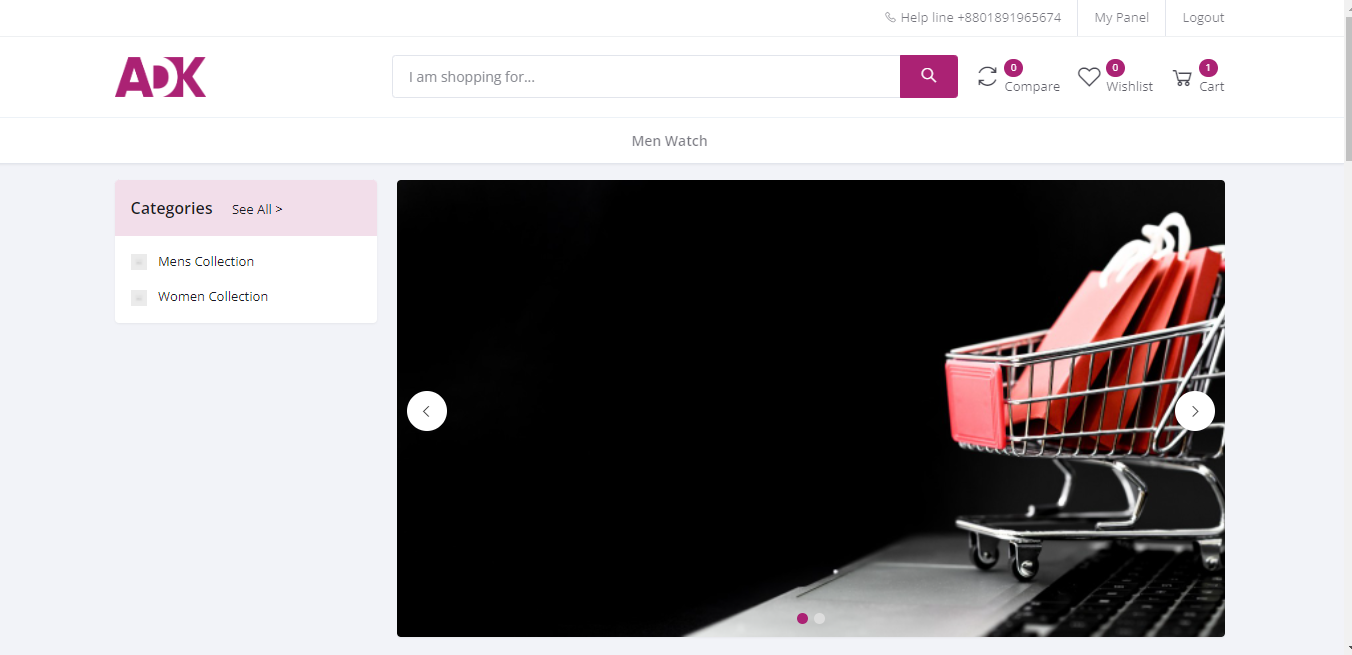 Help line +8801891965674 My Panel Logout
ADK
I am shopping for...
0 Compare
0 Wishlist
1 Cart
Men Watch
Categories See All >
Mens Collection
Women Collection